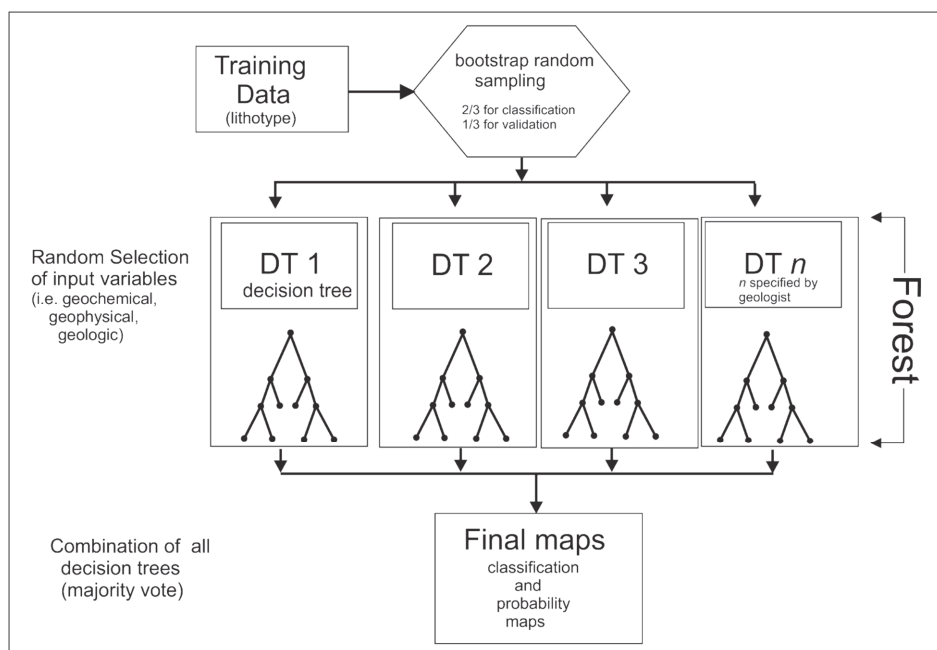 Training
Data
(lithotype)
bootstrap random
sampling
2/3 for classification
1/3 for validation
Random Selection
of input variables
(i.e. geochemical,
geophysical,
geologic)
DT 1
decision tree
DT 2
DT 3
DT n
n specified by
geologist
Forest
Combination of all
decision trees
(majority vote)
Final maps
classification
and
probability
maps